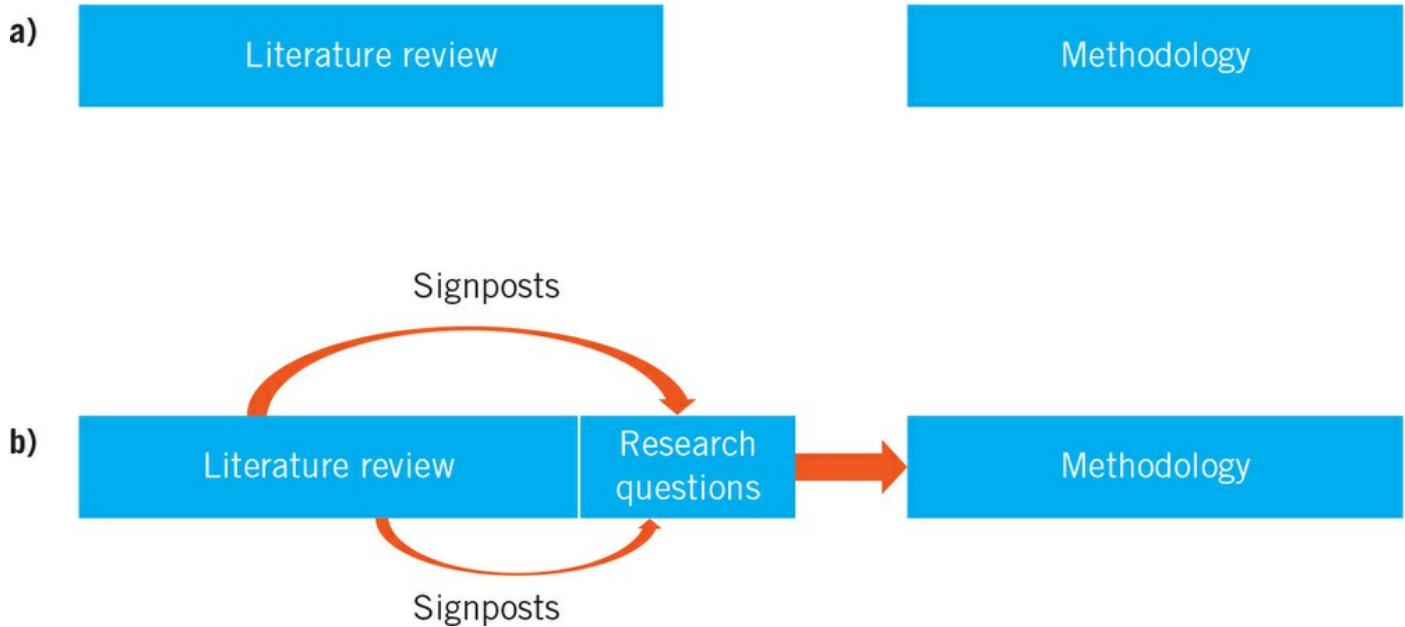 a)
Literature review
Methodology
Signposts
b)
Literature review
Research
questions
Methodology
Signposts